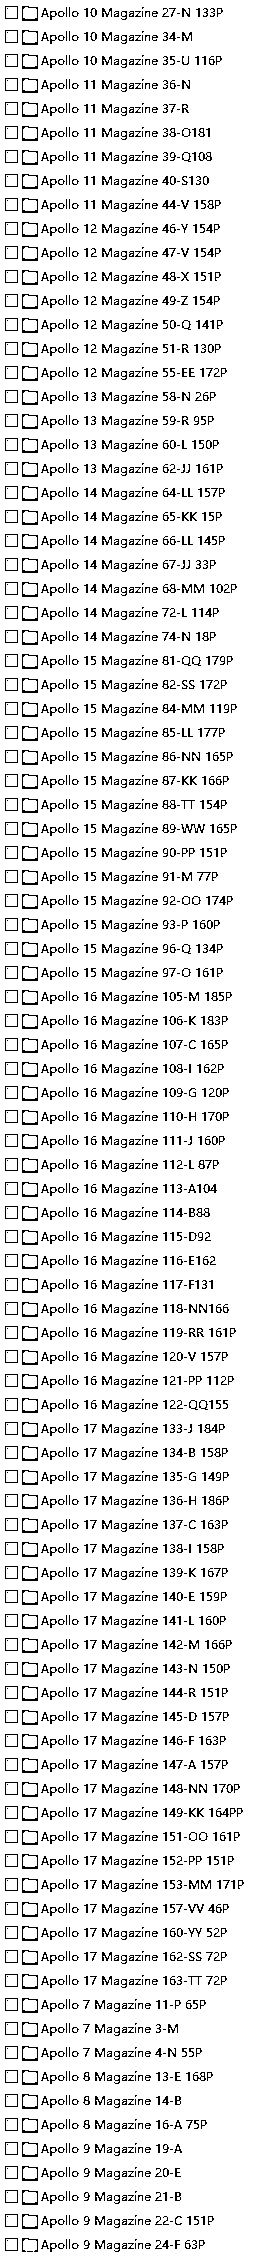 Apollo 10 Magazine 27-N 133P
Apollo 10 Magazine 34-M
Apollo 10 Magazine 35-U 116P
Apollo 11 Magazine 36-N
Apollo 11 Magazine 37-R
Apollo 11 Magazine 38-O181
Apollo 11 Magazine 39-Q108
Apollo 11 Magazine 40-S130
Apollo 11 Magazine 44-V 158P
Apollo 12 Magazine 46-Y 154P
Apollo 12 Magazine 47-V 154P
Apollo 12 Magazine 48-X 151P
Apollo 12 Magazine 49-Z 154P
Apollo 12 Magazine 50-Q 141P
Apollo 12 Magazine 51-R 130P
Apollo 12 Magazine 55-EE 172P
Apollo 13 Magazine 58-N 26P
Apollo 13 Magazine 59-R 95P
Apollo 13 Magazine 60-L 150P
Apollo 13 Magazine 62-JJ 161P
Apollo 14 Magazine 64-LL 157P
Apollo 14 Magazine 65-KK 15P
Apollo 14 Magazine 66-LL 145P
Apollo 14 Magazine 67-JJ 33P
Apollo 14 Magazine 68-MM 102P
Apollo 14 Magazine 72-L 114P
Apollo 14 Magazine 74-N 18P
Apollo 15 Magazine 81-QQ 179P
Apollo 15 Magazine 82-SS 172P
Apollo 15 Magazine 84-MM 119P
Apollo 15 Magazine 85-LL 177P
Apollo 15 Magazine 86-NN 165P
Apollo 15 Magazine 87-KK 166P
Apollo 15 Magazine 88-TT 154P
Apollo 15 Magazine 89-WW 165P
Apollo 15 Magazine 90-PP 151P
Apollo 15 Magazine 91-M 77P
Apollo 15 Magazine 92-OO 174P
Apollo 15 Magazine 93-P 160P
Apollo 15 Magazine 96-Q 134P
Apollo 15 Magazine 97-O 161P
Apollo 16 Magazine 105-M 185P
Apollo 16 Magazine 106-K 183P
Apollo 16 Magazine 107-C 165P
Apollo 16 Magazine 108-I 162P
Apollo 16 Magazine 109-G 120P
Apollo 16 Magazine 110-H 170P
Apollo 16 Magazine 111-J 160P
Apollo 16 Magazine 112-L 87P
Apollo 16 Magazine 113-A104
Apollo 16 Magazine 114-B88
Apollo 16 Magazine 115-D92
Apollo 16 Magazine 116-E162
Apollo 16 Magazine 117-F131
Apollo 16 Magazine 118-NN166
Apollo 16 Magazine 119-RR 161P
Apollo 16 Magazine 120-V 157P
Apollo 16 Magazine 121-PP 112P
Apollo 16 Magazine 122-QQ155
Apollo 17 Magazine 133-J 184P
Apollo 17 Magazine 134-B 158P
Apollo 17 Magazine 135-G 149P
Apollo 17 Magazine 136-H 186P
Apollo 17 Magazine 137-C 163P
Apollo 17 Magazine 138-I 158P
Apollo 17 Magazine 139-K 167P
Apollo 17 Magazine 140-E 159P
Apollo 17 Magazine 141-L 160P
Apollo 17 Magazine 142-M 166P
Apollo 17 Magazine 143-N 150P
Apollo 17 Magazine 144-R 151P
Apollo 17 Magazine 145-D 157P
Apollo 17 Magazine 146-F 163P
Apollo 17 Magazine 147-A 157P
Apollo 17 Magazine 148-NN 170P
Apollo 17 Magazine 149-KK 164PP
Apollo 17 Magazine 151-OO 161P
Apollo 17 Magazine 152-PP 151P
Apollo 17 Magazine 153-MM 171P
Apollo 17 Magazine 157-VV 46P
Apollo 17 Magazine 160-YY 52P
Apollo 17 Magazine 162-SS 72P
Apollo 17 Magazine 163-TT 72P
Apollo 7 Magazine 11-P 65P
Apollo 7 Magazine 3-M
Apollo 7 Magazine 4-N 55P
Apollo 8 Magazine 13-E 168P
Apollo 8 Magazine 14-B
Apollo 8 Magazine 16-A 75P
Apollo 9 Magazine 19-A
Apollo 9 Magazine 20-E
Apollo 9 Magazine 21-B
Apollo 9 Magazine 22-C 151P
Apollo 9 Magazine 24-F 63P